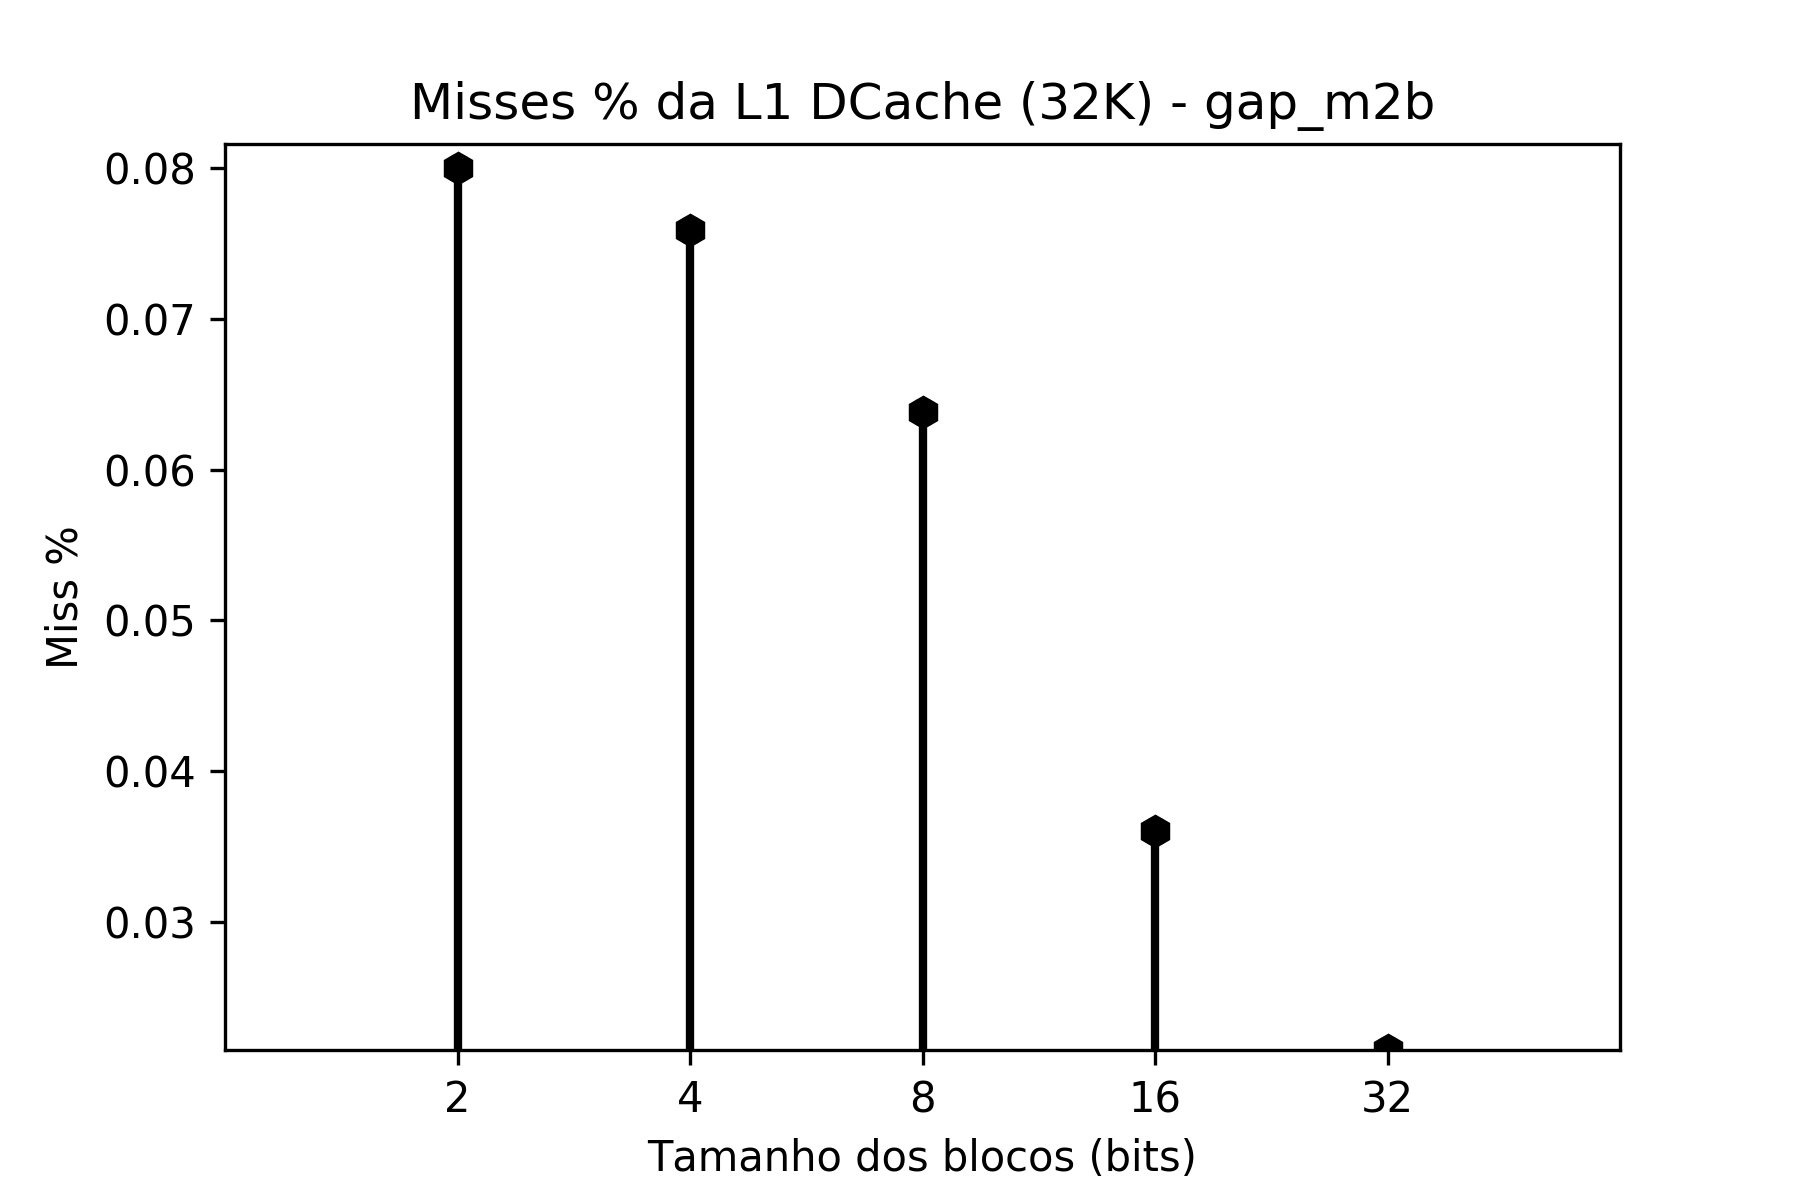 Misses % da L1 DCache (32K) - gap_m2b
0.08
0.07
0.06
0.05
0.04
0.03
Miss %
2 4 8 16 32
Tamanho dos blocos (bits)